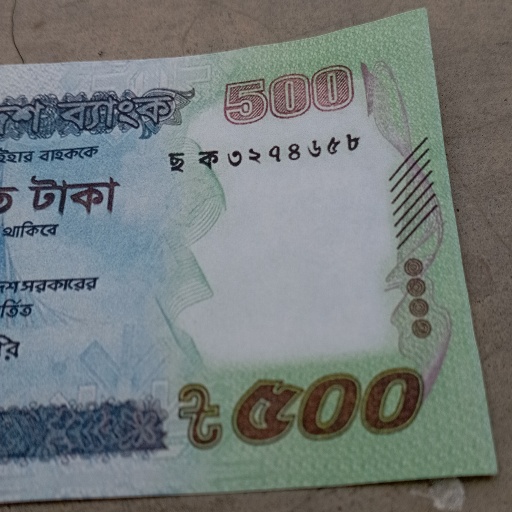 ব্যাংক 500
ইহার বাহককে ছ ক ৩২৭৪৬৫৮
টাকা
থাকিবে
সরকারের
৳ ৫০০